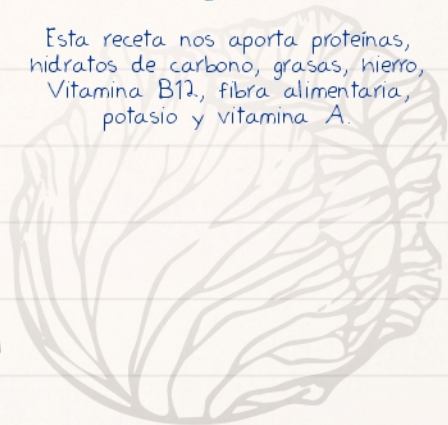 Esta receta nos aporta proteínas,
hidratos de carbono, grasas, hierro,
Vitamina B12, fibra alimentaria,
potasio y vitamina A.